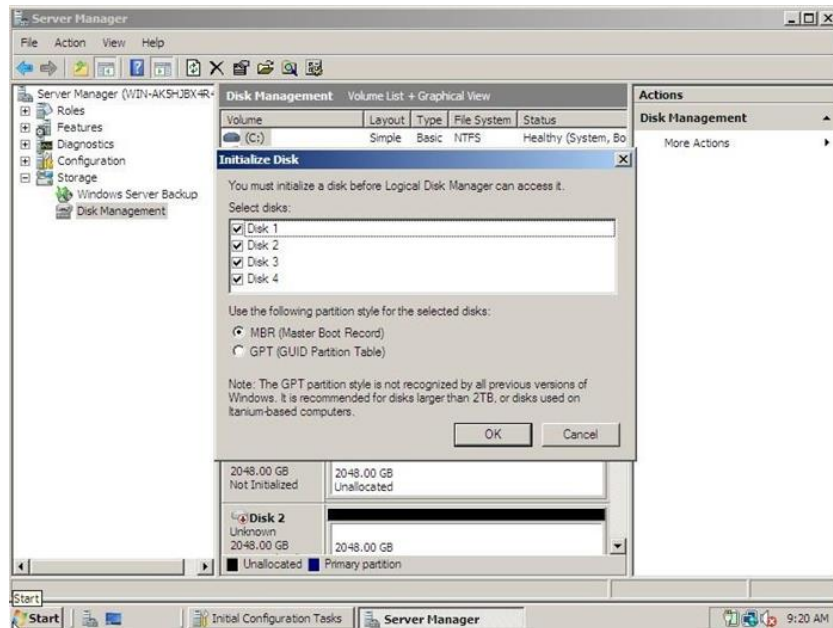 Server Manager
File Action View Help
Server Manager (WIN-AK5HJBX4R
Roles
Features
Diagnostics
Configuration
Storage
Windows Server Backup
Disk Management
Disk Management Volume List + Graphical View
Volume Layout Type File System Status
(C:) Simple Basic NTFS Healthy (System, Bo
Initialize Disk
You must initialize a disk before Logical Disk Manager can access it.
Select disks:
Disk 1
Disk 2
Disk 3
Disk 4
Use the following partition style for the selected disks:
MBR (Master Boot Record)
GPT (GUID Partition Table)
Note: The GPT partition style is not recognized by all previous versions of
Windows. It is recommended for disks larger than 2TB, or disks used on
Itanium-based computers.
OK Cancel
2048.00 GB
Not Initialized
2048.00 GB
Unallocated
Disk 2
Unknown
2048.00 GB
2048.00 GB
Unallocated Primary partition
Actions
Disk Management
More Actions
Start
Start Initial Configuration Tasks Server Manager 9:20 AM